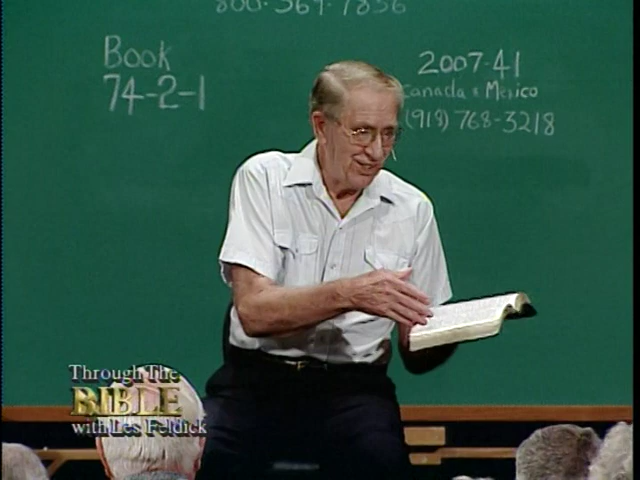 800-369-7856
Book
74-2-1
2007-41
Canada & Mexico
(918) 768-3218
Through The
BIBLE
with Les Feldick